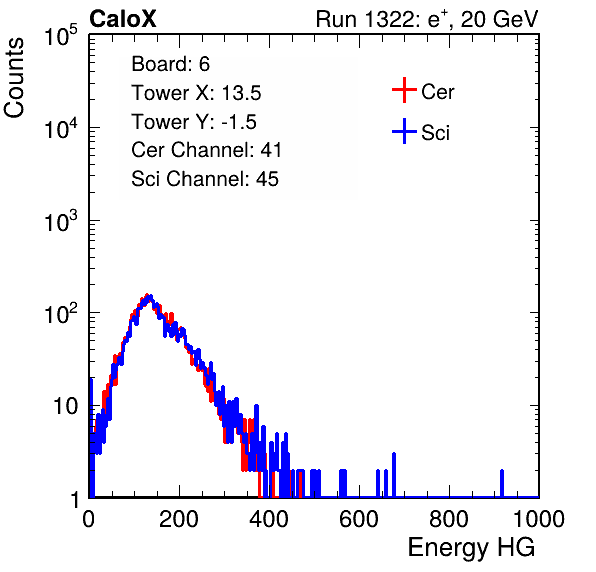 CaloX Run 1322: e⁺, 20 GeV
Counts
10⁵
10⁴
10³
10²
10
1
Board: 6
Tower X: 13.5
Tower Y: -1.5
Cer Channel: 41
Sci Channel: 45
Cer
Sci
0 200 400 600 800 1000
Energy HG